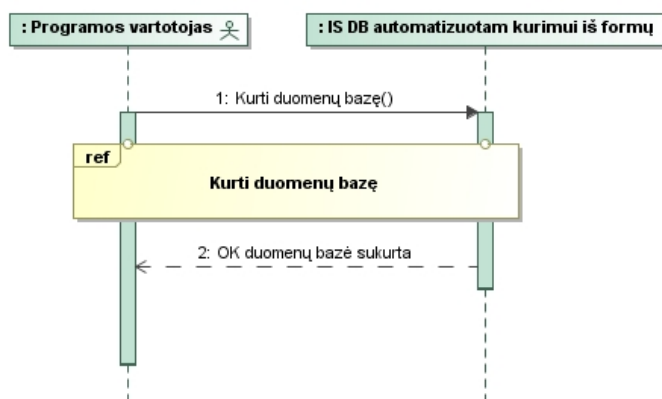 : Programos vartotojas
: IS DB automatizuotam kurimui iš formų
1: Kurti duomenų bazę()
ref
Kurti duomenų bazę
2: OK duomenų bazė sukurta